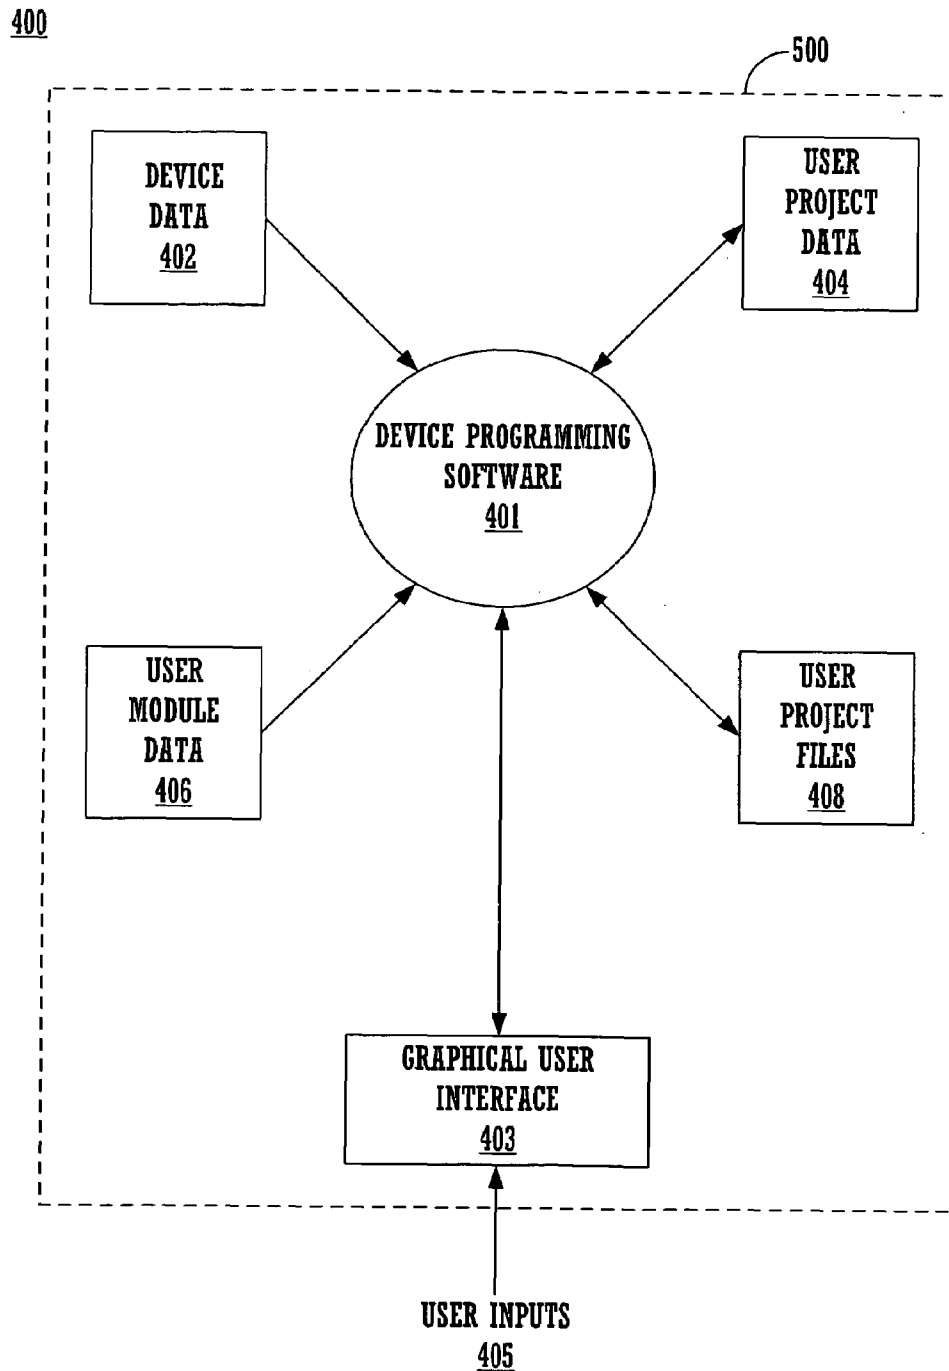 400
500
DEVICE
DATA
402
USER
PROJECT
DATA
404
DEVICE PROGRAMMING
SOFTWARE
401
USER
MODULE
DATA
406
USER
PROJECT
FILES
408
GRAPHICAL USER
INTERFACE
403
USER INPUTS
405